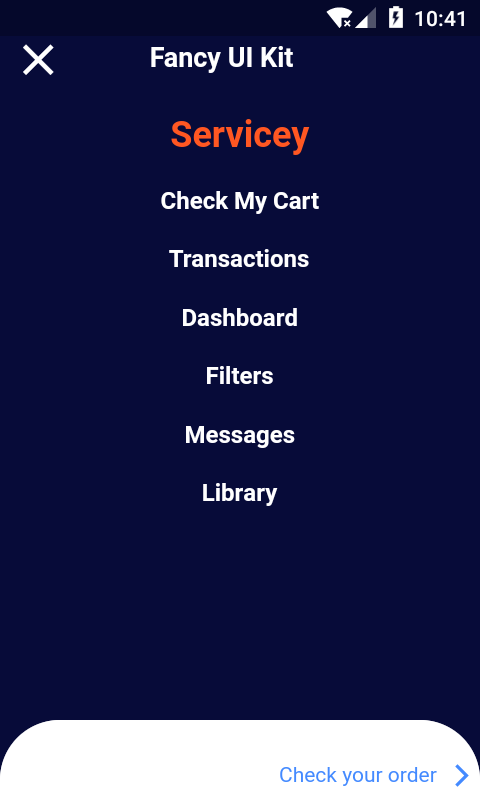 10:41
Fancy UI Kit
Servicey
Check My Cart
Transactions
Dashboard
Filters
Messages
Library
Check your order